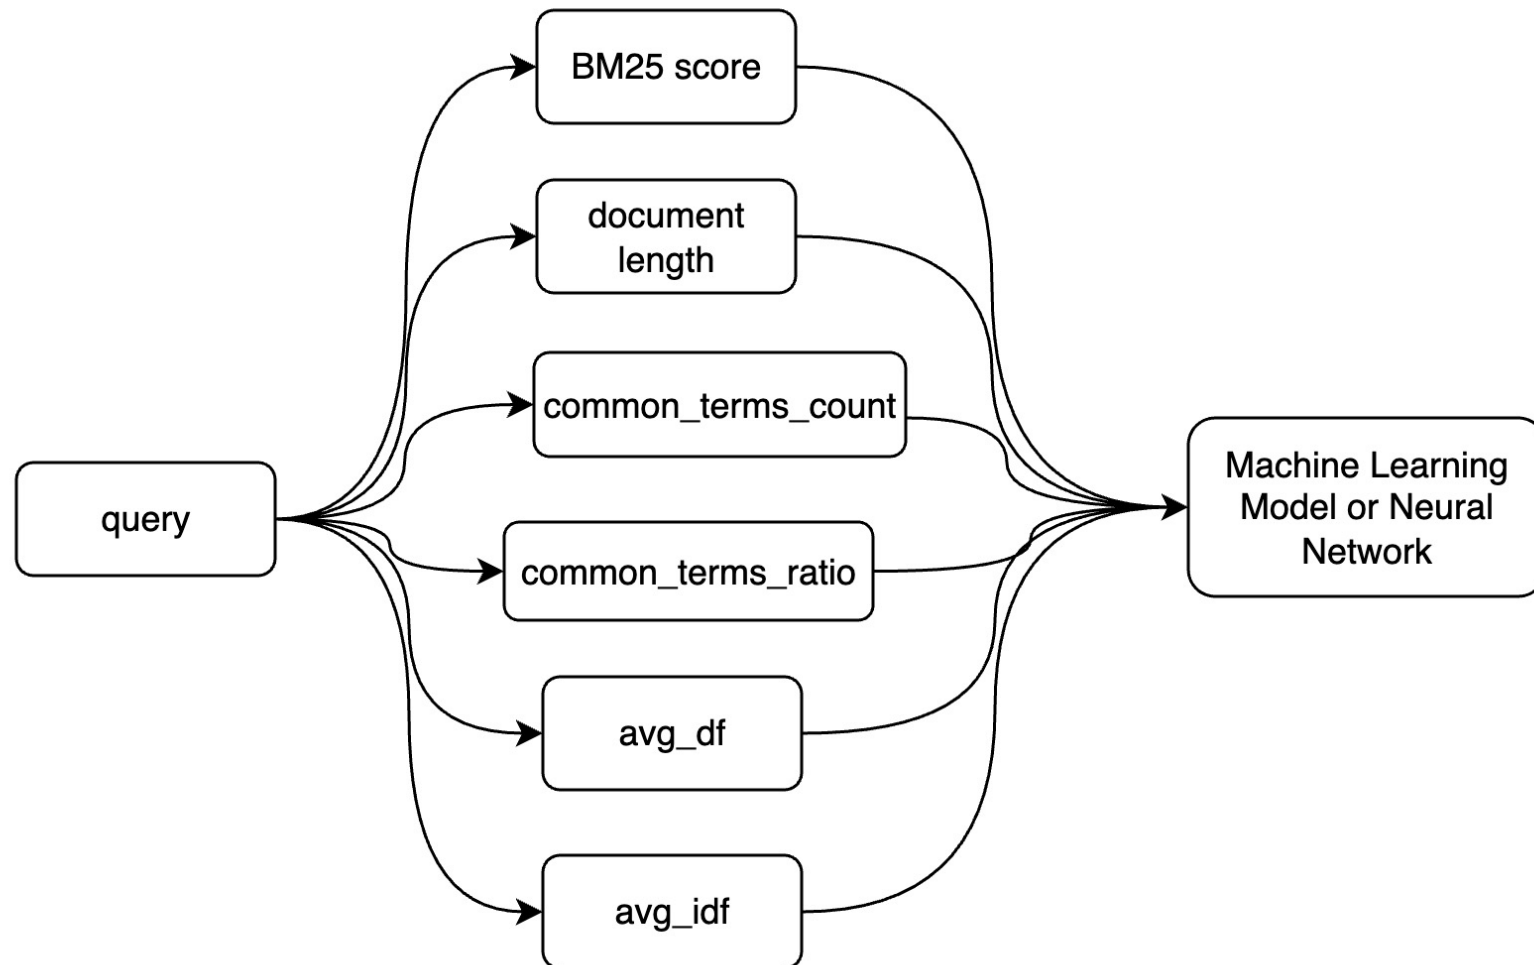 BM25 score
document
length
common_terms_count
query
common_terms_ratio
avg_df
avg_idf
Machine Learning
Model or Neural
Network